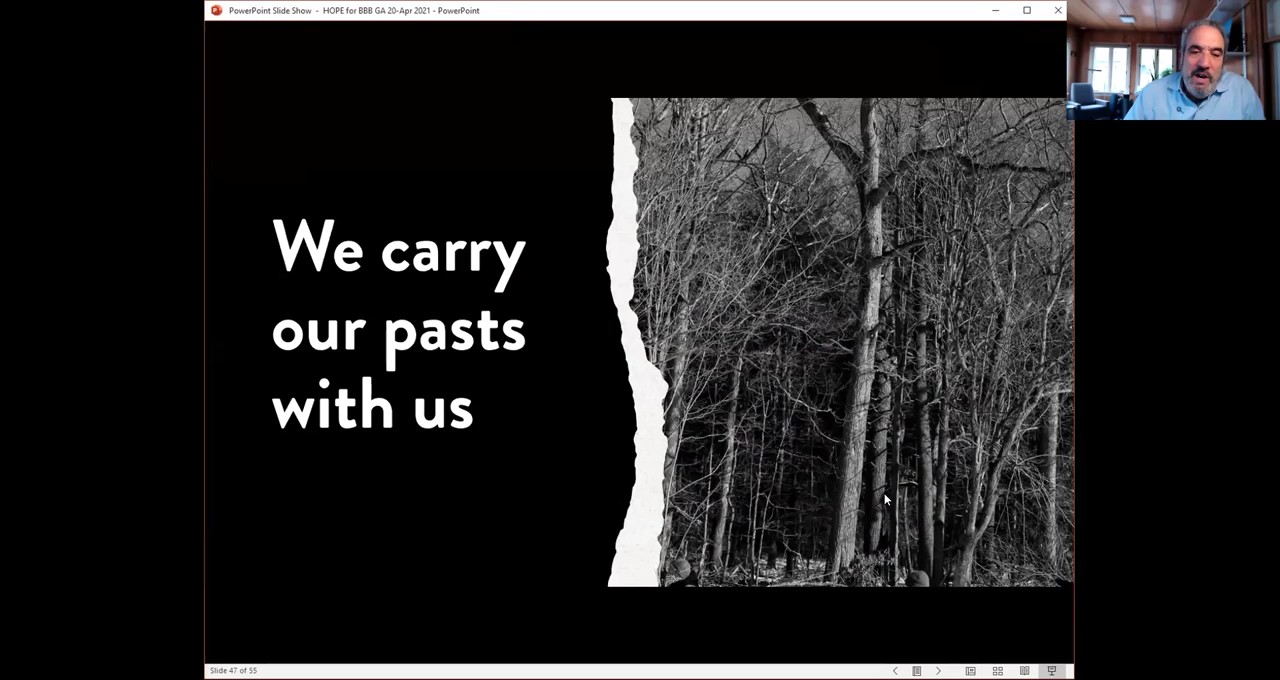 PowerPoint Slide Show - HOPE for BBB GA 20-Apr 2021 - PowerPoint
We carry
our pasts
with us
Slide 47 of 55